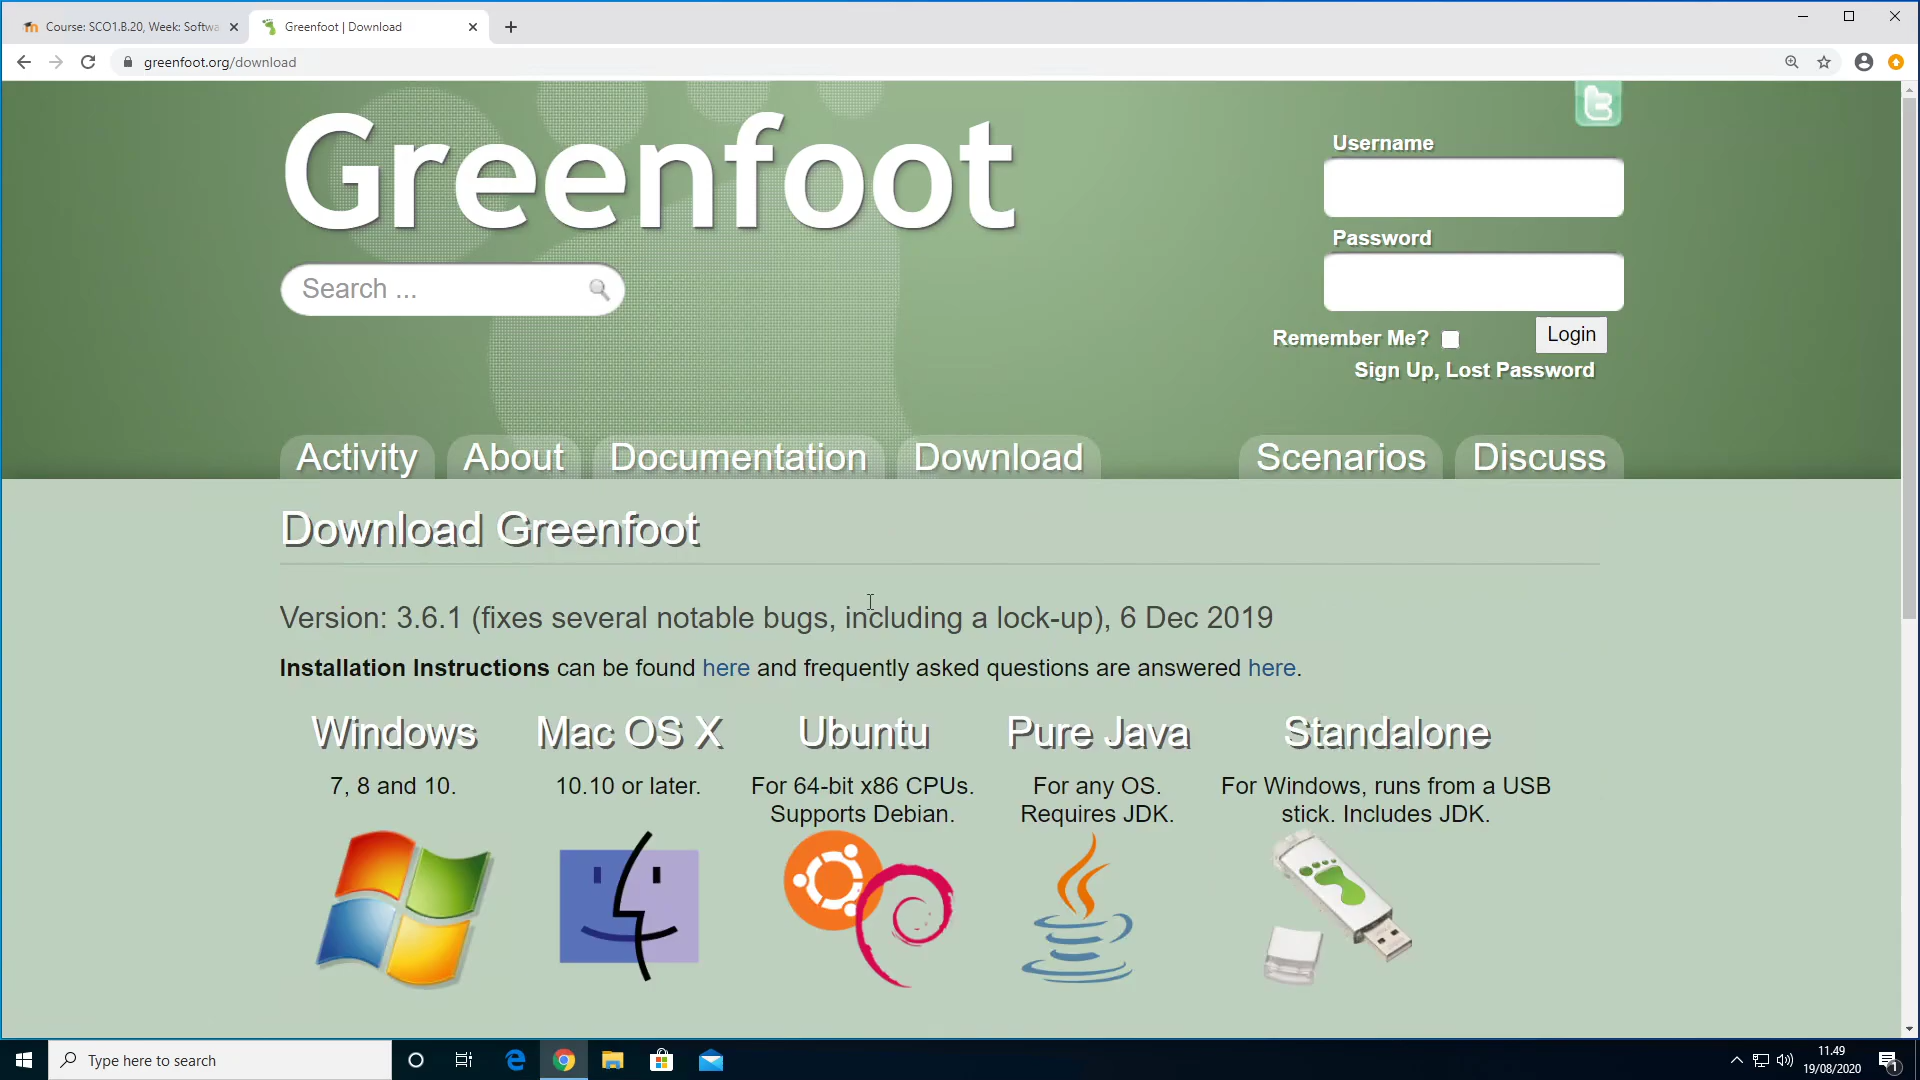 Course: SCO1.B.20, Week: Softwa
Greenfoot | Download
greenfoot.org/download
Greenfoot
Username
Search ...
Password
Remember Me?
Login
Sign Up, Lost Password
Activity
About
Documentation
Download
Scenarios
Discuss
Download Greenfoot
Version: 3.6.1 (fixes several notable bugs, including a lock-up), 6 Dec 2019
Installation Instructions can be found here and frequently asked questions are answered here.
Windows
7, 8 and 10.
Mac OS X
10.10 or later.
Ubuntu
For 64-bit x86 CPUs.
Supports Debian.
Pure Java
For any OS.
Requires JDK.
Standalone
For Windows, runs from a USB
stick. Includes JDK.
Type here to search
11.49
19/08/2020
1